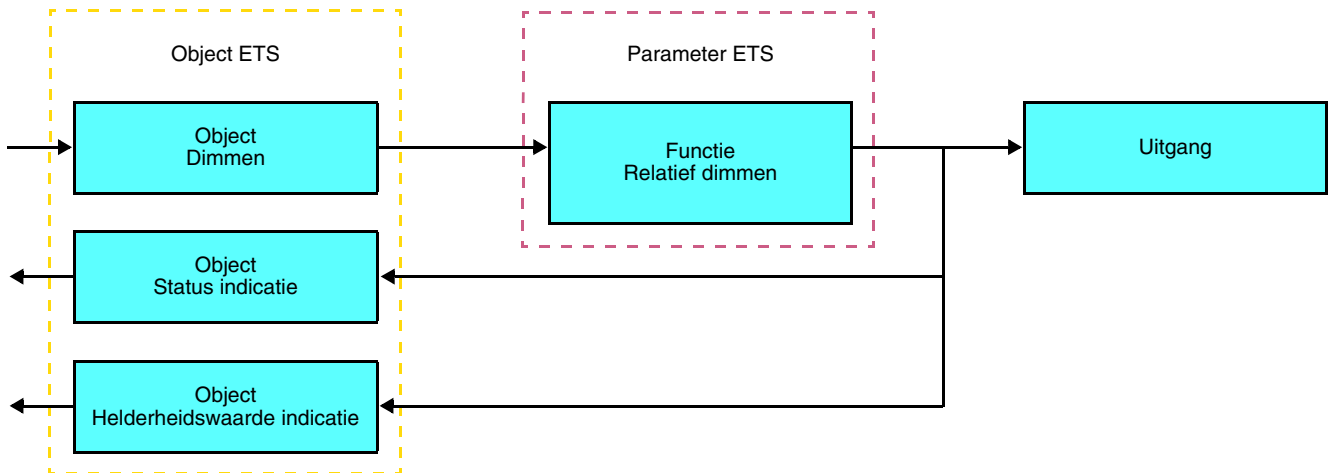 Object ETS
Parameter ETS
Object
Dimmen
Functie
Relatief dimmen
Uitgang
Object
Status indicatie
Object
Helderheidswaarde indicatie